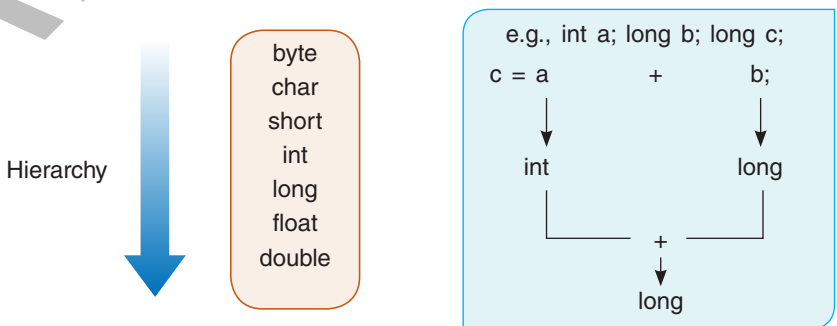 Hierarchy
byte
char
short
int
long
float
double
e.g., int a; long b; long c;
c = a + b;
int long
+
long